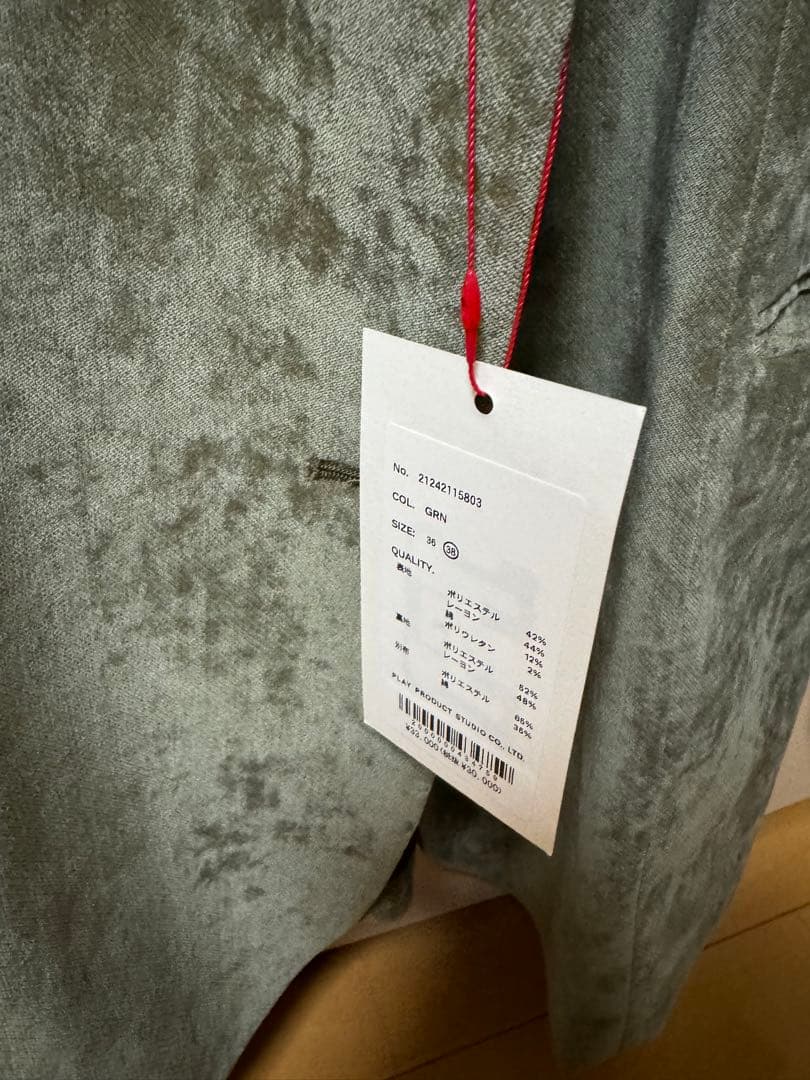 No. 21242115803
COL. GRN
SIZE: 36 38
QUALITY.
表地
ポリエステル 42%
レーヨン 44%
綿 12%
ポリウレタン 2%
裏地
ポリエステル 52%
レーヨン 48%
別布
ポリエステル 65%
綿 35%
PLAY PRODUCT STUDIO CO., LTD.
¥33,000(税抜¥30,000)